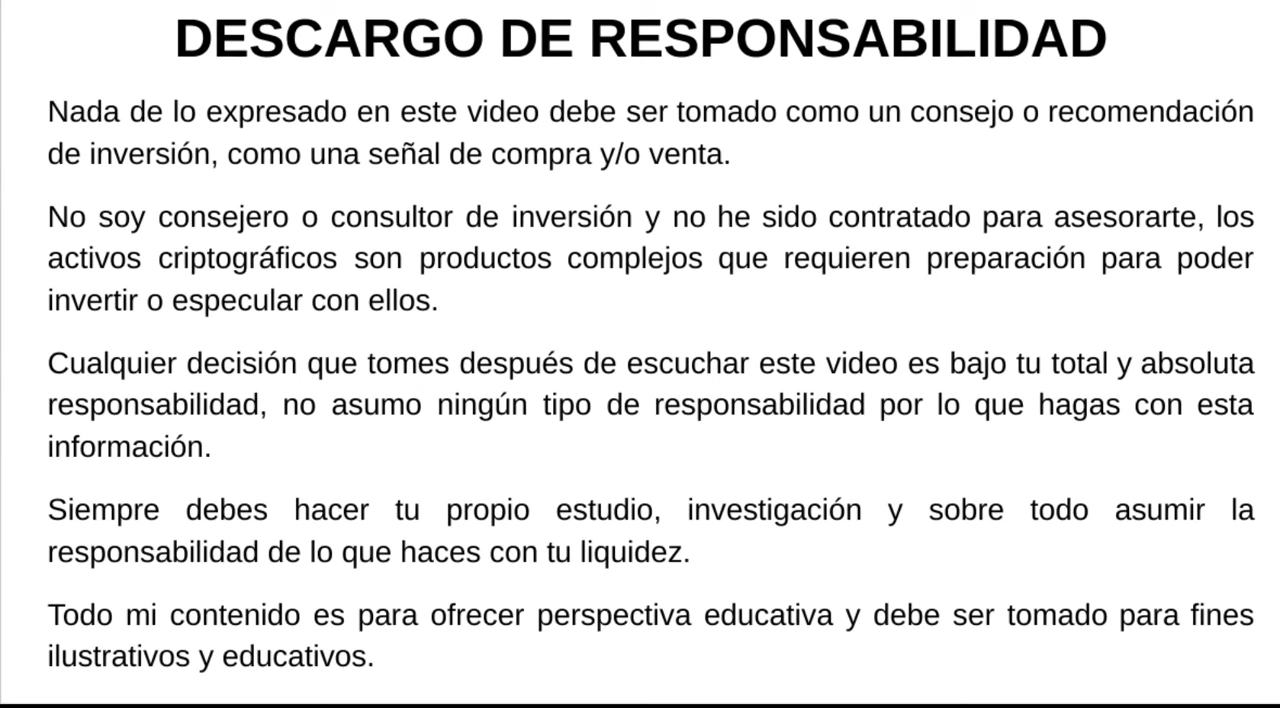 DESCARGO DE RESPONSABILIDAD
Nada de lo expresado en este video debe ser tomado como un consejo o recomendación
de inversión, como una señal de compra y/o venta.
No soy consejero o consultor de inversión y no he sido contratado para asesorarte, los
activos criptográficos son productos complejos que requieren preparación para poder
invertir o especular con ellos.
Cualquier decisión que tomes después de escuchar este video es bajo tu total y absoluta
responsabilidad, no asumo ningún tipo de responsabilidad por lo que hagas con esta
información.
Siempre debes hacer tu propio estudio, investigación y sobre todo asumir la
responsabilidad de lo que haces con tu liquidez.
Todo mi contenido es para ofrecer perspectiva educativa y debe ser tomado para fines
ilustrativos y educativos.